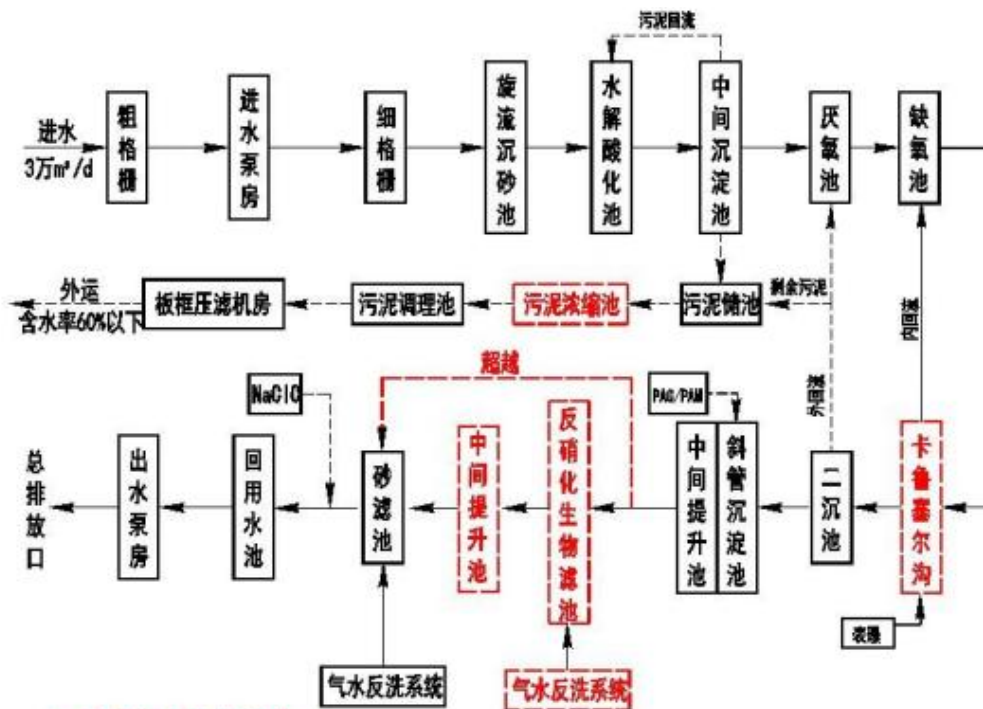 污泥回流
进水
3万m³/d
粗格栅
进水泵房
细格栅
旋流沉砂池
水解酸化池
中间沉淀池
厌氧池
缺氧池
外运
含水率60%以下
板框压滤机房
污泥调理池
污泥浓缩池
污泥储池
剩余污泥
内回流
外回流
超越
NaClO
PAC/PAM
总排放口
出水泵房
回用水池
砂滤池
中间提升池
反硝化生物滤池
中间提升池
斜管沉淀池
二沉池
卡鲁塞尔沟
表曝
气水反洗系统
气水反洗系统